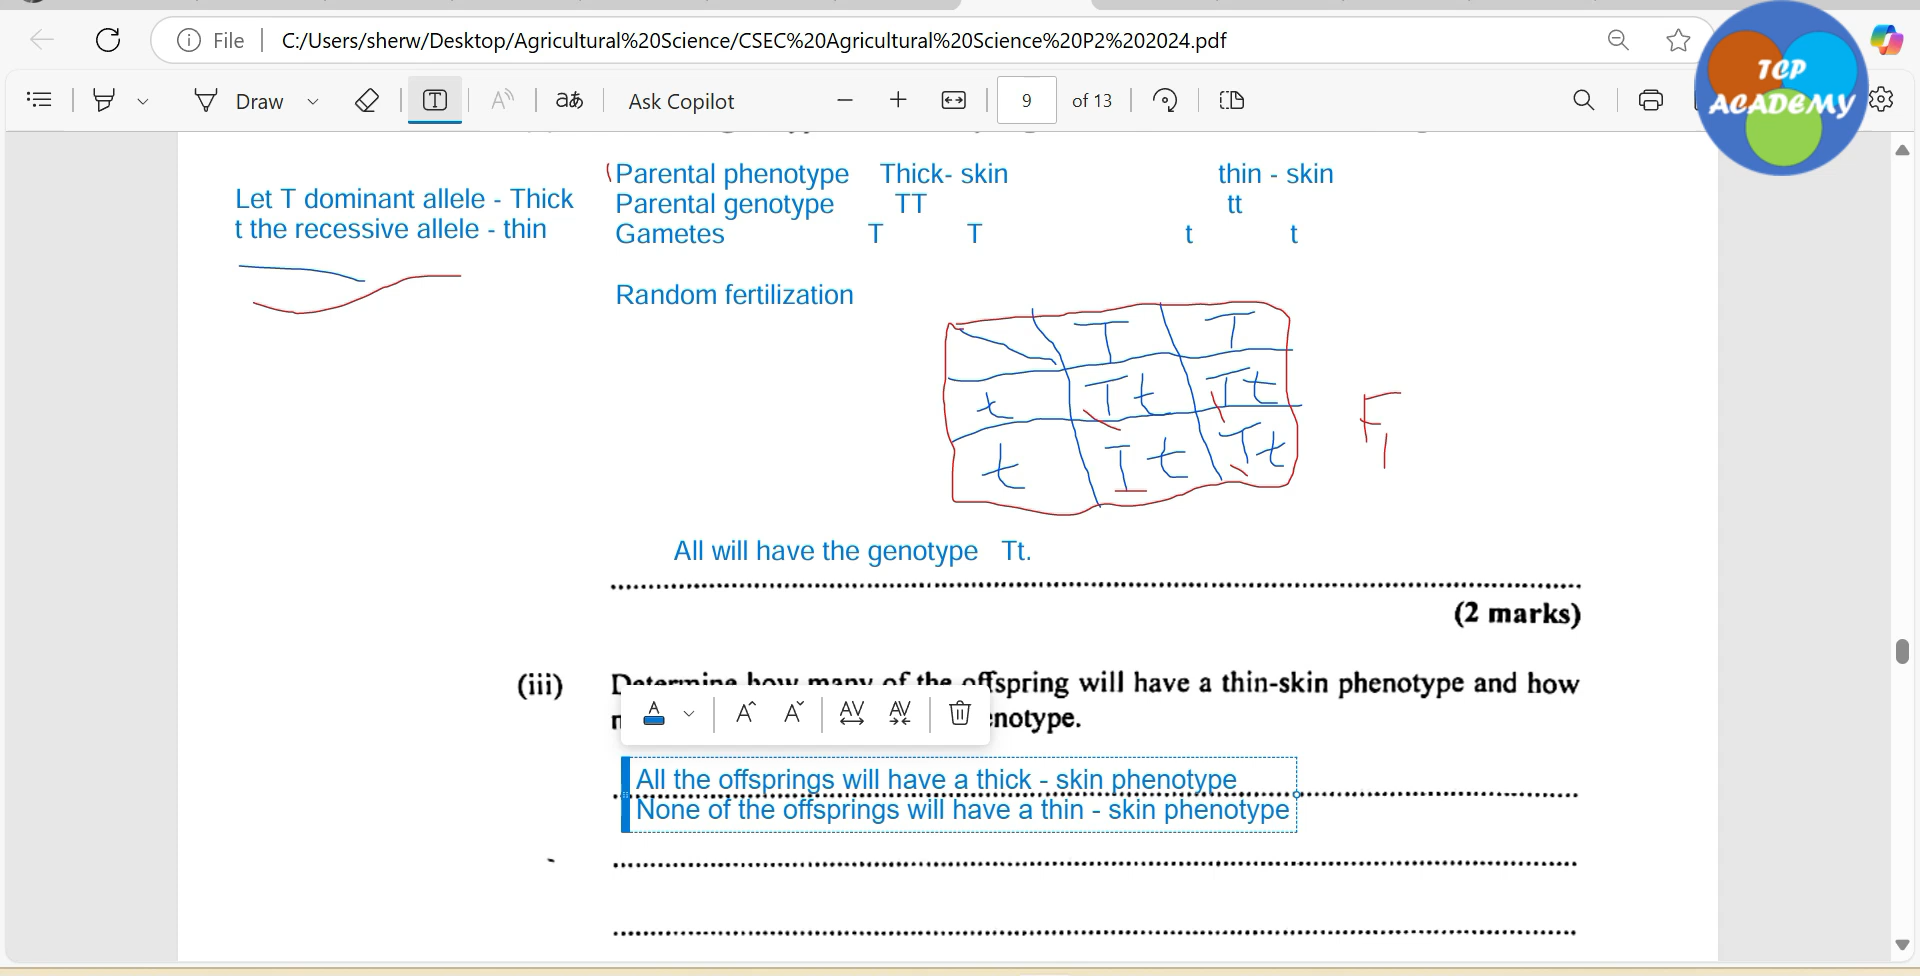 File C:/Users/sherw/Desktop/Agricultural%20Science/CSEC%20Agricultural%20Science%20P2%202024.pdf
TCP
ACADEMY
Draw Ask Copilot 9 of 13
Let T dominant allele - Thick
t the recessive allele - thin
Parental phenotype Thick- skin thin - skin
Parental genotype TT tt
Gametes T T t t
Random fertilization
T T
t Tt Tt
t Tt Tt
F1
All will have the genotype Tt.
(2 marks)
(iii) Determine how many of the offspring will have a thin-skin phenotype and how
enotype.
All the offsprings will have a thick - skin phenotype
None of the offsprings will have a thin - skin phenotype